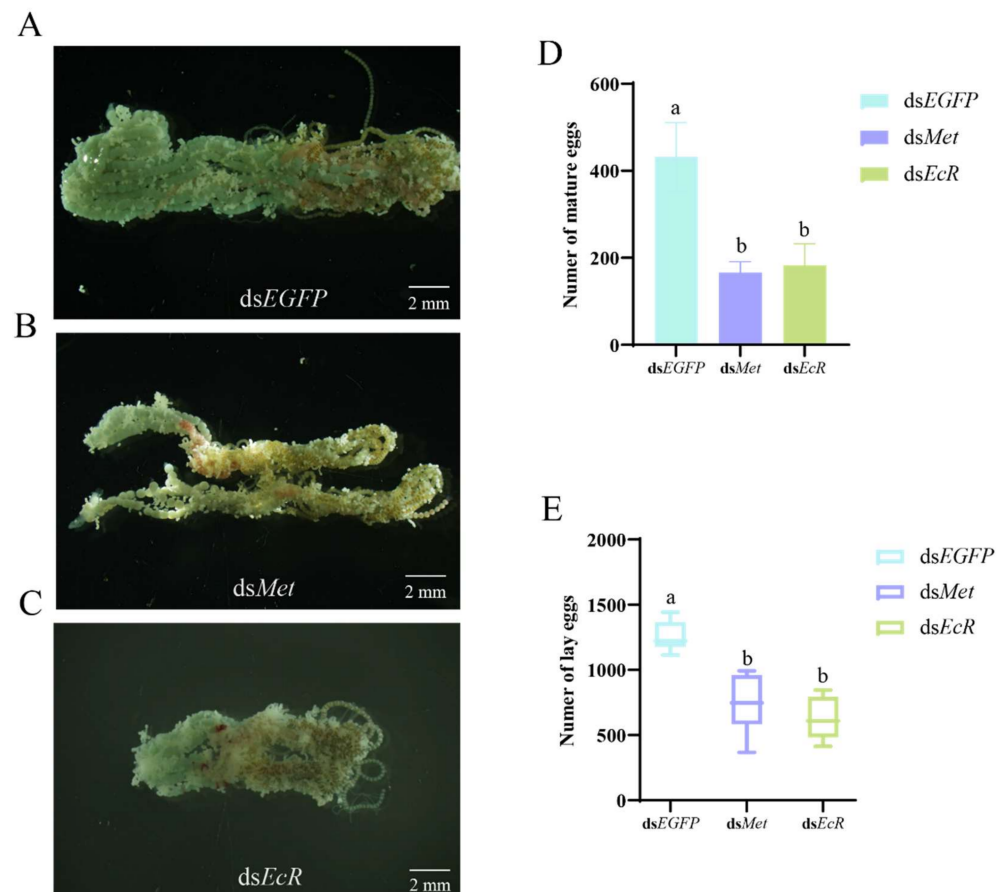 A
dsEGFP
2 mm
B
dsMet
2 mm
C
dsEcR
2 mm
D
Numer of mature eggs
600
400
200
0
a
b
b
dsEGFP
dsMet
dsEcR
dsEGFP
dsMet
dsEcR
E
Numer of lay eggs
2000
1500
1000
500
0
a
b
b
dsEGFP
dsMet
dsEcR
dsEGFP
dsMet
dsEcR